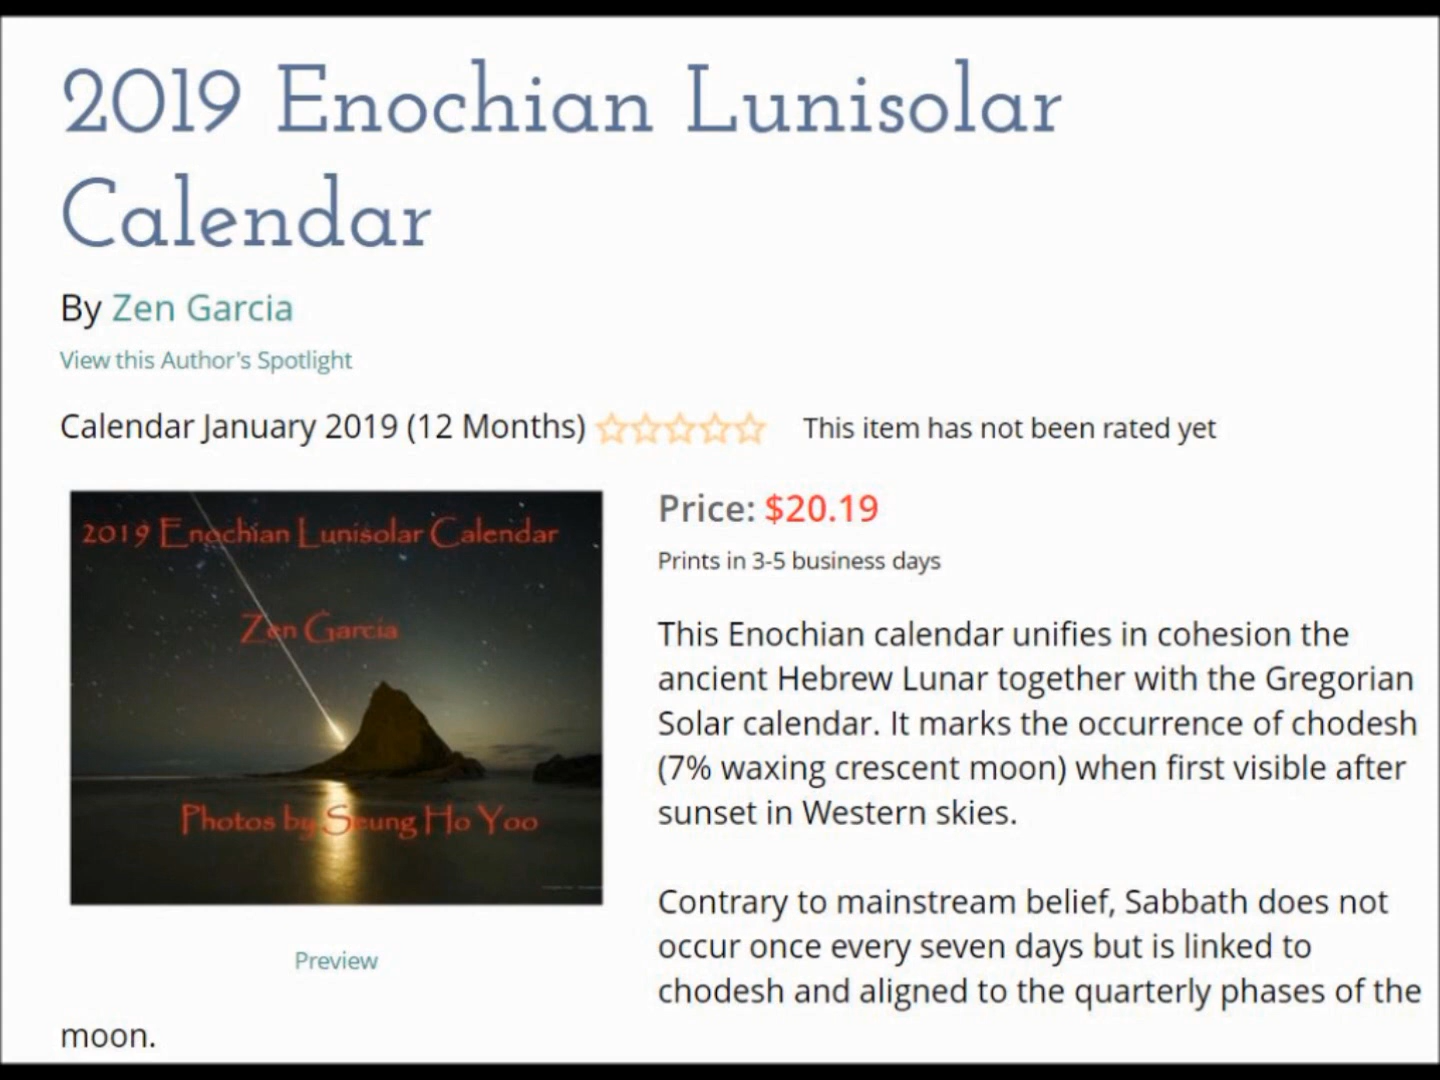 2019 Enochian Lunisolar
Calendar
By Zen Garcia
View this Author's Spotlight
Calendar January 2019 (12 Months)
This item has not been rated yet
2019 Enochian Lunisolar Calendar
Zen Garcia
Photos by Seung Ho Yoo
Preview
Price: $20.19
Prints in 3-5 business days
This Enochian calendar unifies in cohesion the
ancient Hebrew Lunar together with the Gregorian
Solar calendar. It marks the occurrence of chodesh
(7% waxing crescent moon) when first visible after
sunset in Western skies.
Contrary to mainstream belief, Sabbath does not
occur once every seven days but is linked to
chodesh and aligned to the quarterly phases of the
moon.